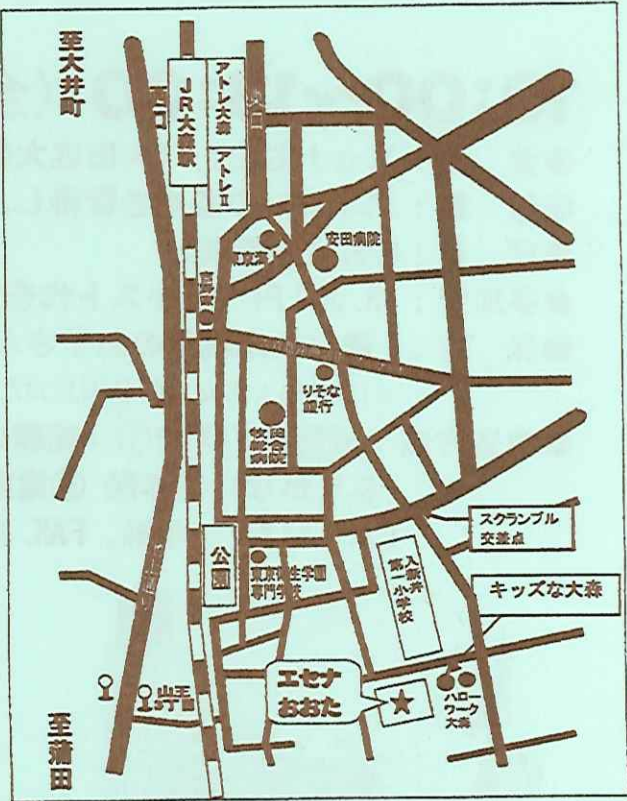 至大井町
西口
JR大森駅
アトレ大森
アトレⅡ
東口
安田病院
東京海上
りそな
銀行
牧田
総合
病院
スクランブル
交差点
公園
東京衛生学園
専門学校
入新井
第一小学校
キッズな大森
エセナ
おおた
ハロー
ワーク
大森
山王
3丁目
至蒲田